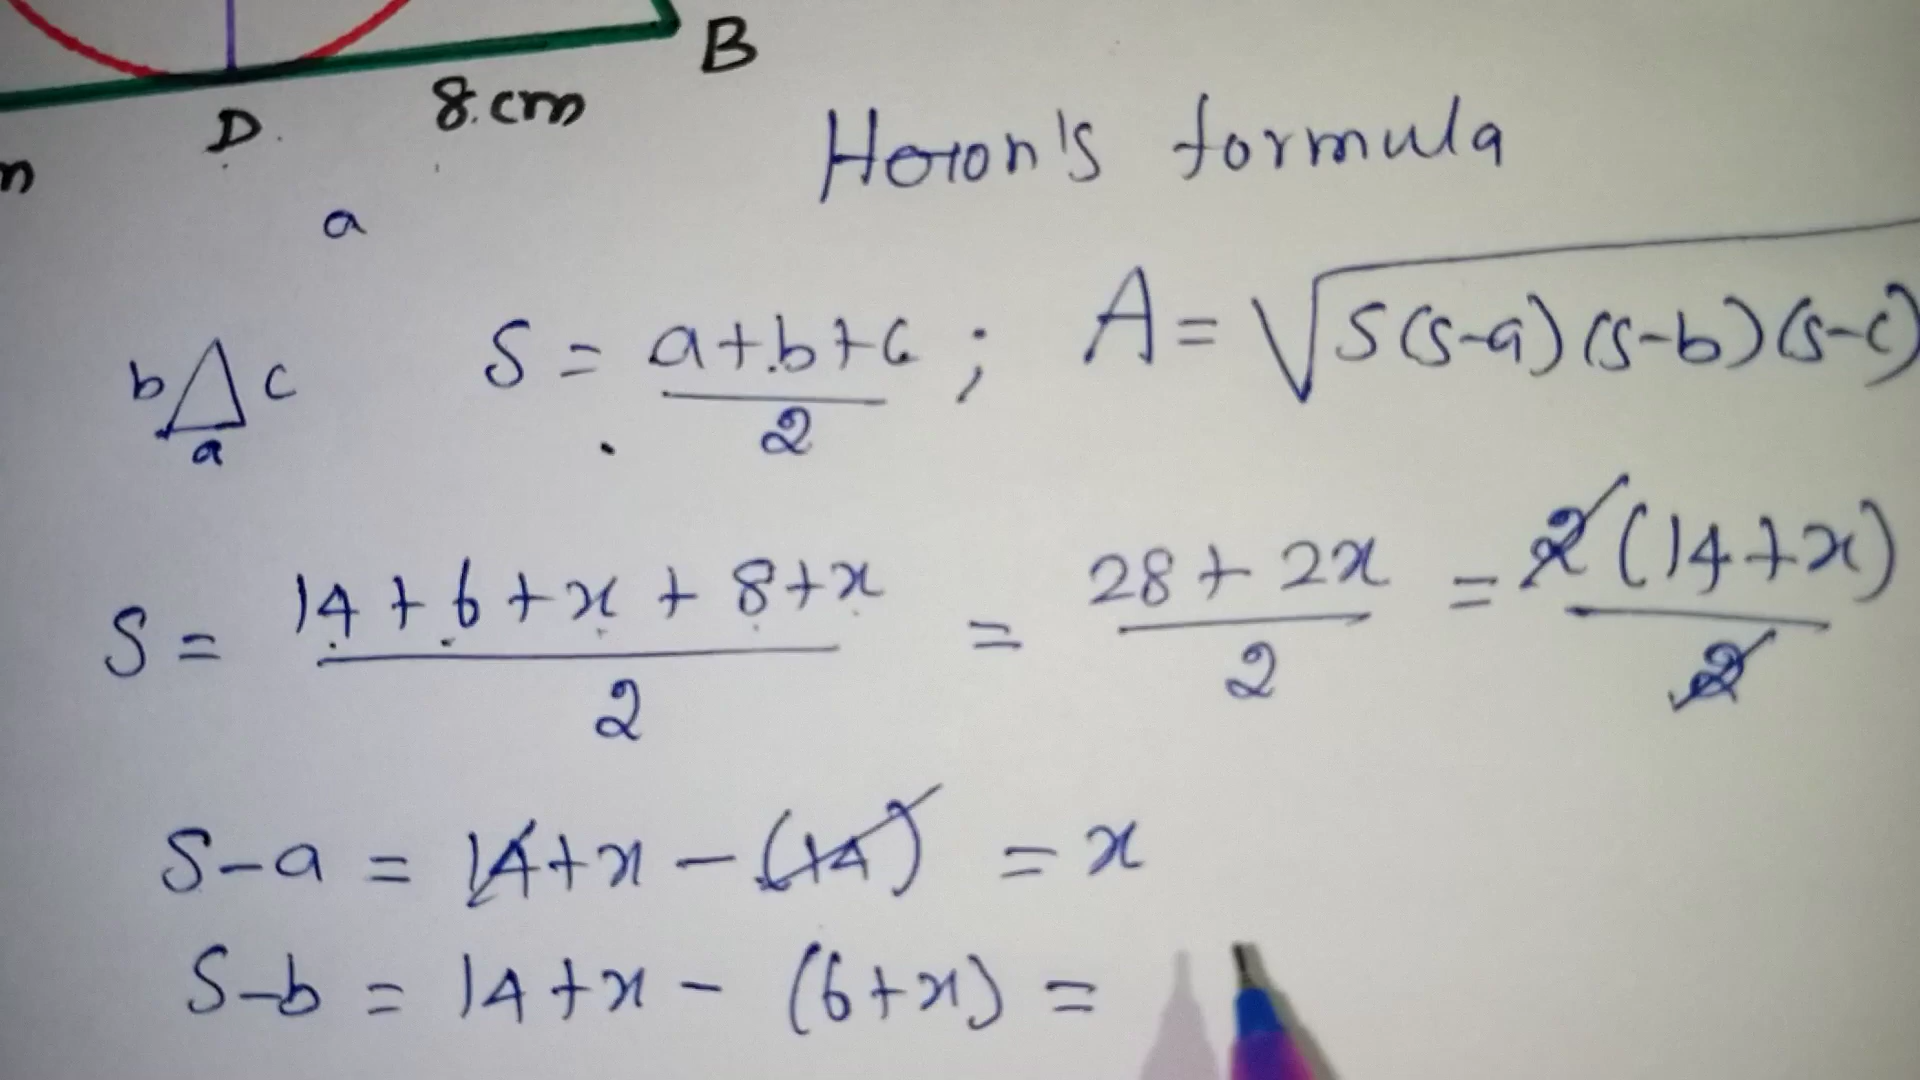 B
8.cm
D
m
Heron's formula
a
b c a S = a+b+c/2 ; A = √S(s-a)(s-b)(s-c)
S = 14+6+x+8+x/2 = 28+2x/2 = 2(14+x)/2
S-a = 14+x-(14) = x
S-b = 14+x - (6+x) =